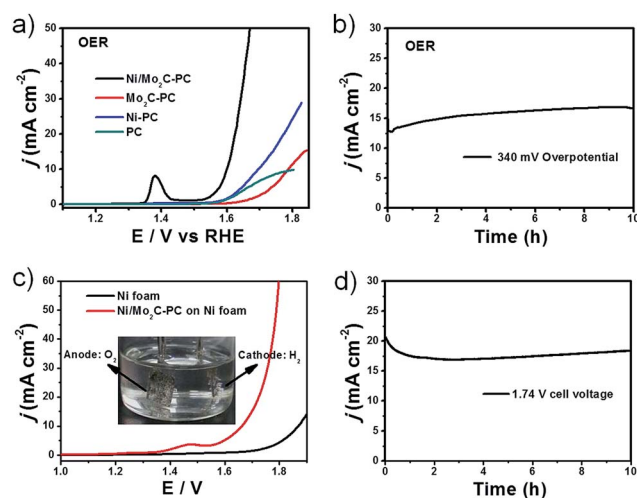 a)
50
40
30
20
10
0
j (mA cm⁻²)
OER
Ni/Mo₂C-PC
Mo₂C-PC
Ni-PC
PC
1.2 1.4 1.6 1.8
E / V vs RHE
b)
30
25
20
15
10
5
0
j (mA cm⁻²)
OER
340 mV Overpotential
0 2 4 6 8 10
Time (h)
c)
60
50
40
30
20
10
0
j (mA cm⁻²)
Ni foam
Ni/Mo₂C-PC on Ni foam
Anode: O₂
Cathode: H₂
1.0 1.2 1.4 1.6 1.8
E / V
d)
30
25
20
15
10
5
0
j (mA cm⁻²)
1.74 V cell voltage
0 2 4 6 8 10
Time (h)